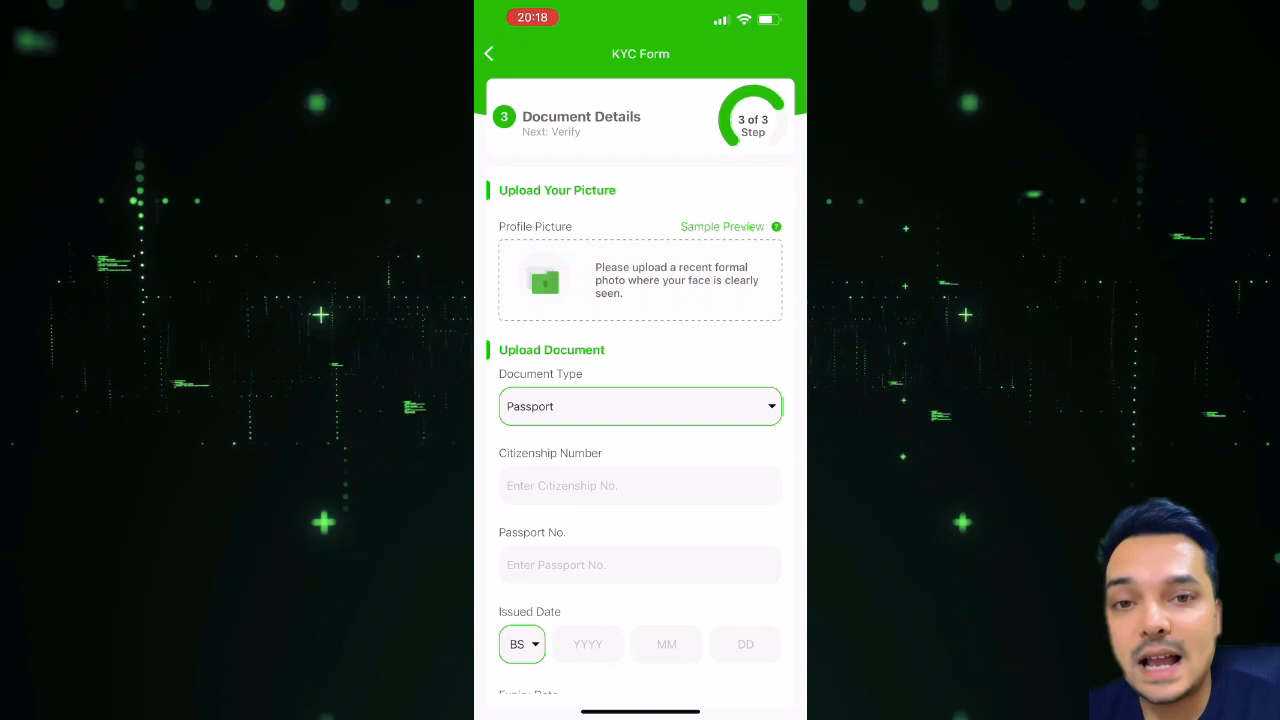 20:18
KYC Form
3 Document Details
Next: Verify
3 of 3
Step
Upload Your Picture
Profile Picture Sample Preview ?
Please upload a recent formal
photo where your face is clearly
seen.
Upload Document
Document Type
Passport
Citizenship Number
Enter Citizenship No.
Passport No.
Enter Passport No.
Issued Date
BS YYYY MM DD